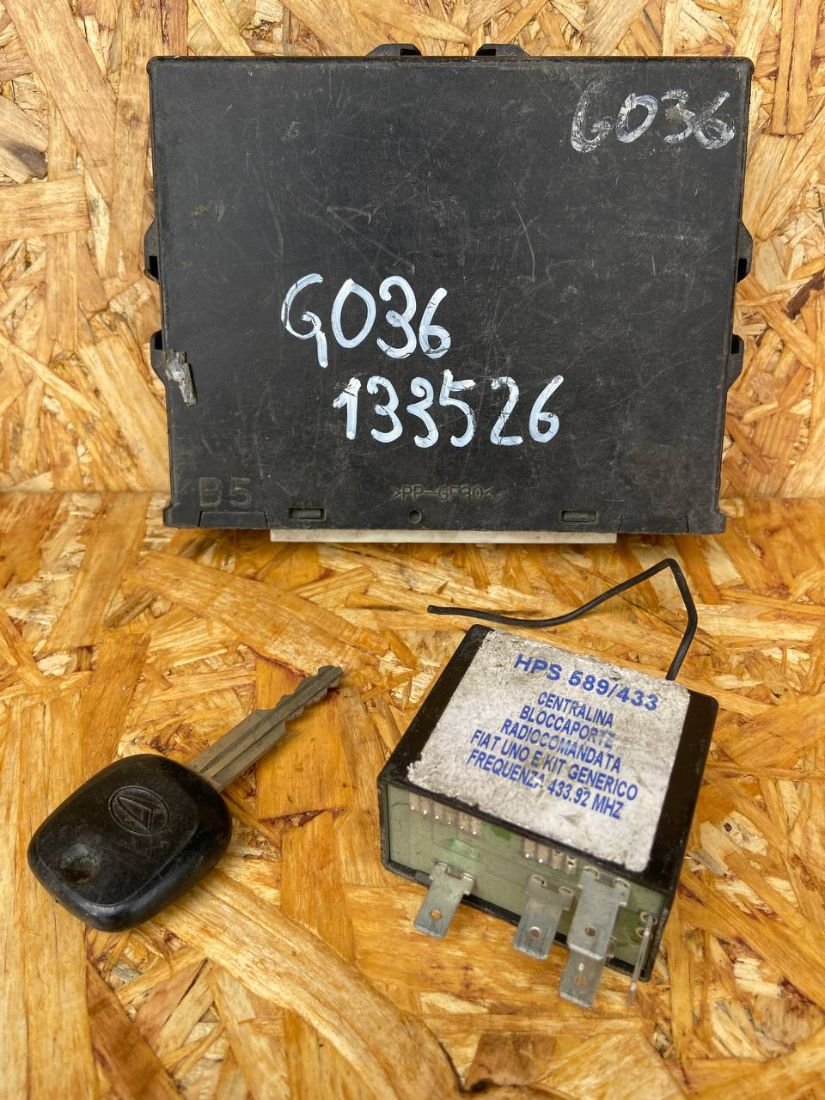 G036
G036
133526
B5
>PP-GF30<
HPS 589/433
CENTRALINA
BLOCCAPORTE
RADIOCOMANDATA
FIAT UNO E KIT GENERICO
FREQUENZA 433.92 MHZ